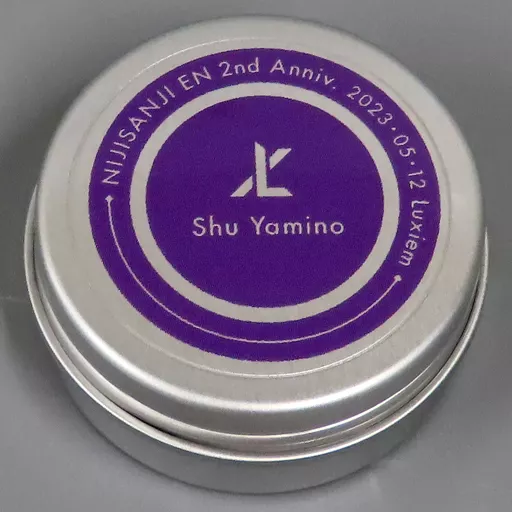 NIJISANJI EN 2nd Anniv. 2023・05・12 Luxiem
Shu Yamino